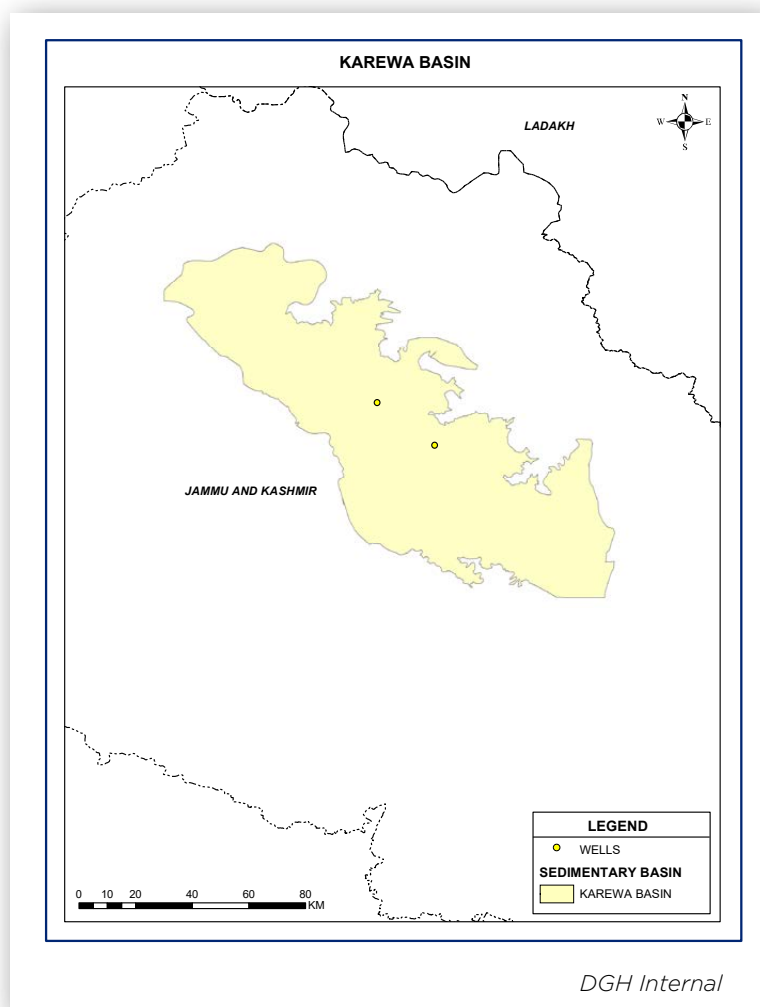 KAREWA BASIN
N
W E
S
LADAKH
JAMMU AND KASHMIR
LEGEND
WELLS
SEDIMENTARY BASIN
KAREWA BASIN
0 10 20 40 60 80
KM
DGH Internal